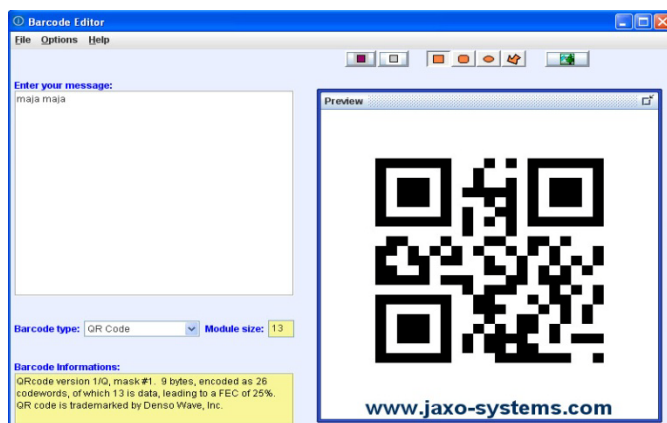 Barcode Editor
File Options Help
Enter your message:
maja maja
Preview
Barcode type: QR Code Module size: 13
Barcode Informations:
QRcode version 1/Q, mask #1. 9 bytes, encoded as 26
codewords, of which 13 is data, leading to a FEC of 25%.
QR code is trademarked by Denso Wave, Inc.
www.jaxo-systems.com